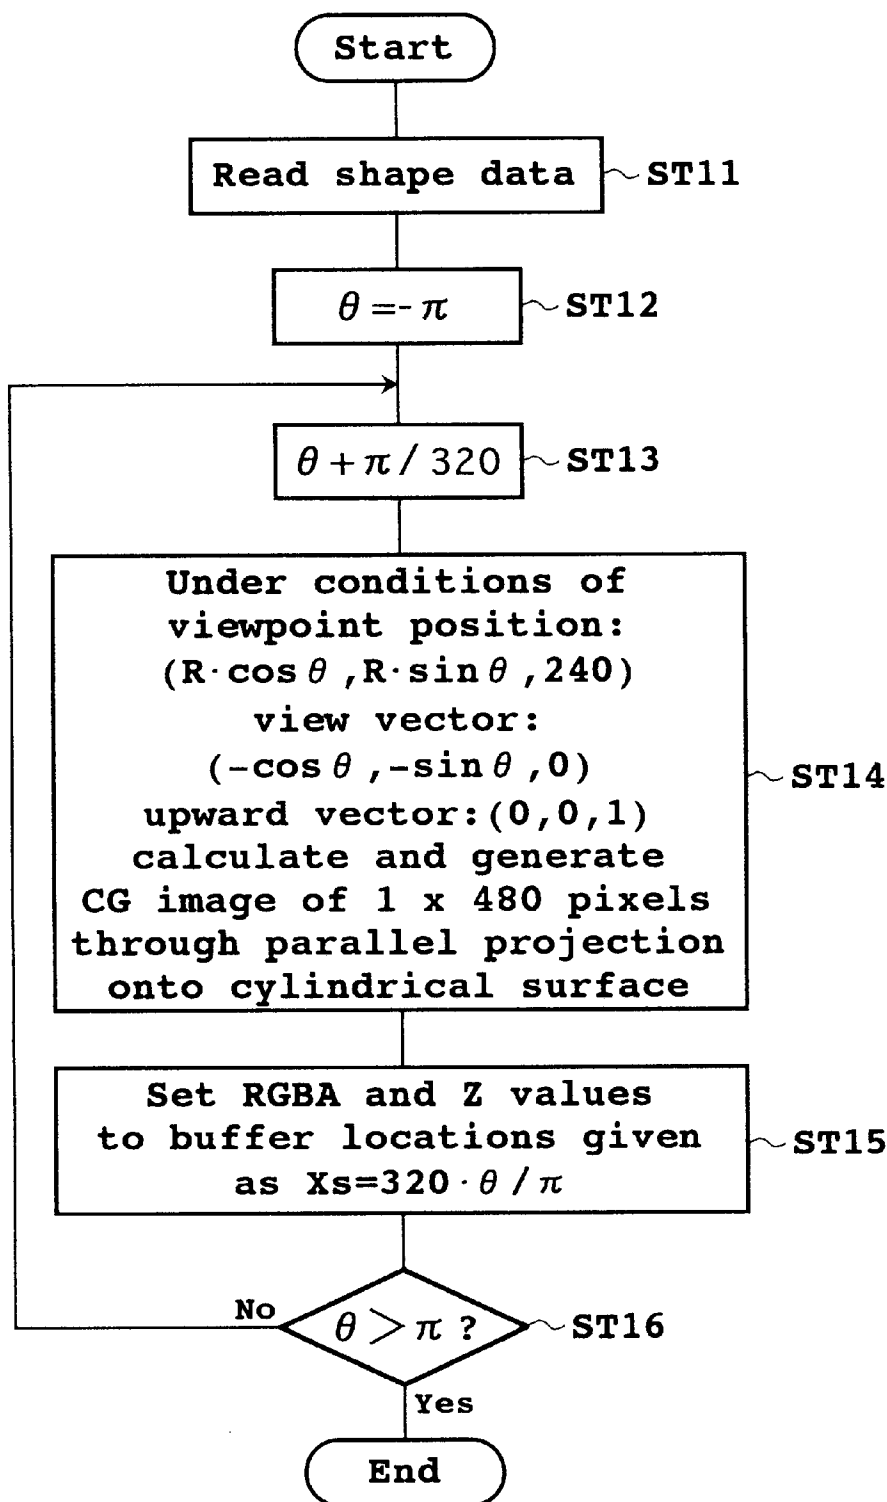 Start
Read shape data
ST11
θ=-π
ST12
θ+π/320
ST13
Under conditions of
viewpoint position:
(R·cosθ,R·sinθ,240)
view vector:
(-cosθ,-sinθ,0)
upward vector:(0,0,1)
calculate and generate
CG image of 1 x 480 pixels
through parallel projection
onto cylindrical surface
ST14
Set RGBA and Z values
to buffer locations given
as Xs=320·θ/π
ST15
No
θ>π?
ST16
Yes
End